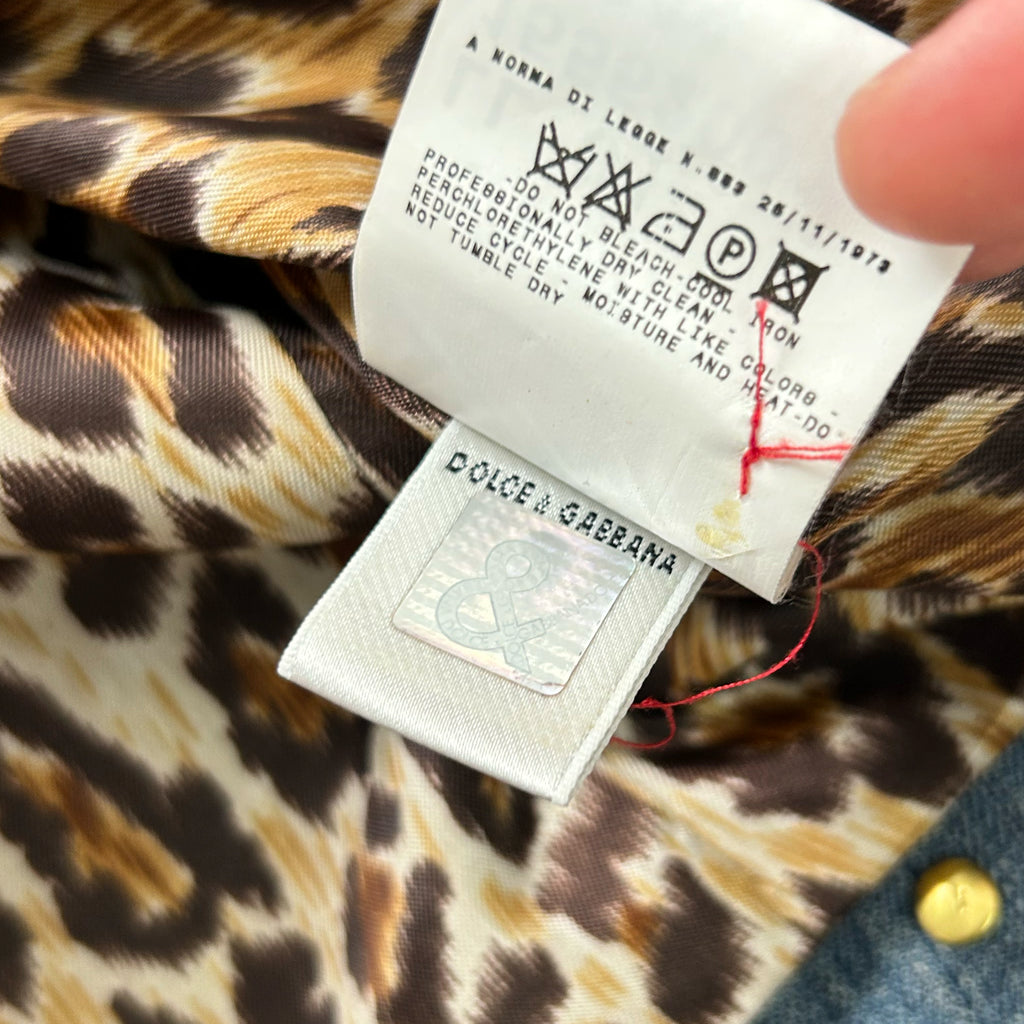 A NORMA DI LEGGE N.883 26/11/1973
P
-DO NOT BLEACH-COOL IRON
PROFESSIONALLY DRY CLEAN -
PERCHLORETHYLENE WITH LIKE COLORS -
REDUCE CYCLE - MOISTURE AND HEAT-DO
NOT TUMBLE DRY
DOLCE & GABBANA
&